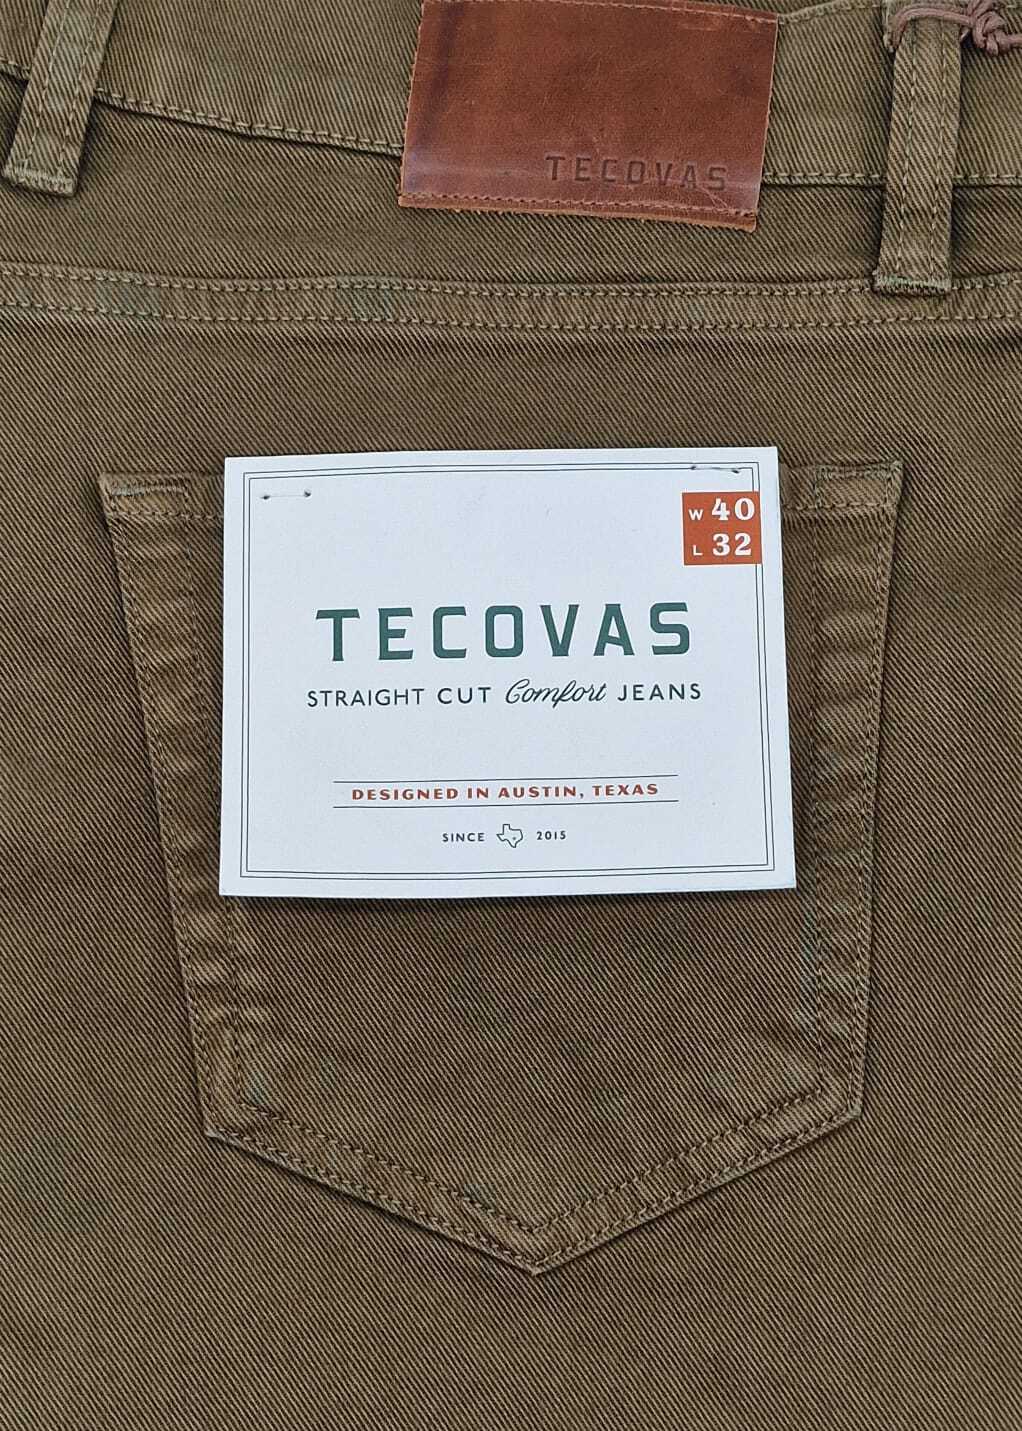 TECOVAS
W 40
L 32
TECOVAS
STRAIGHT CUT Comfort JEANS
DESIGNED IN AUSTIN, TEXAS
SINCE 2015